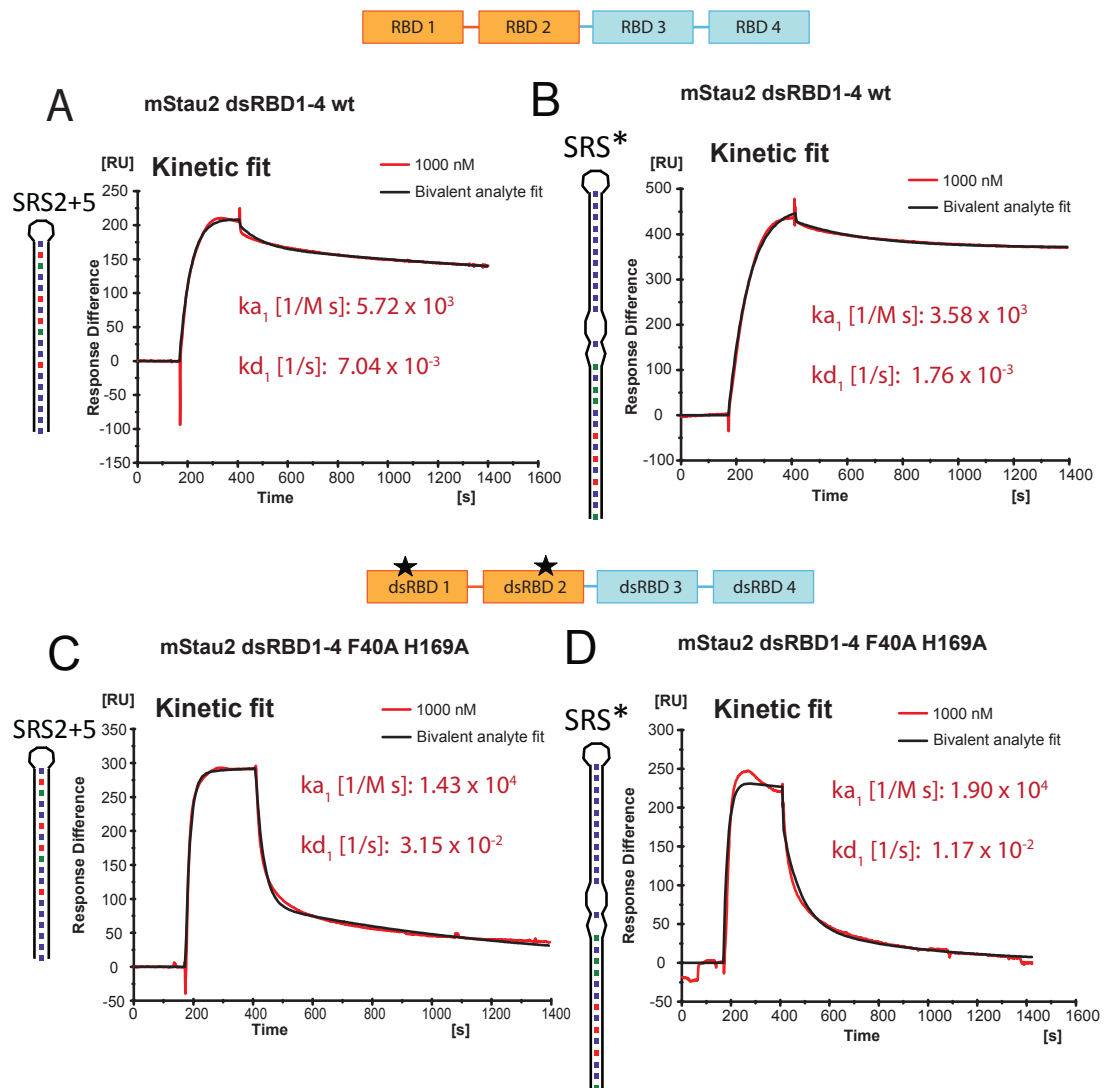 RBD 1 RBD 2 RBD 3 RBD 4
A
mStau2 dsRBD1-4 wt
SRS2+5
[RU]
Kinetic fit
1000 nM
Bivalent analyte fit
Response Difference
250
200
150
100
50
0
-50
-100
-150
ka1 [1/M s]: 5.72 x 10³
kd1 [1/s]: 7.04 x 10⁻³
0 200 400 600 800 1000 1200 1400 1600
Time [s]
B
mStau2 dsRBD1-4 wt
SRS*
[RU]
Kinetic fit
1000 nM
Bivalent analyte fit
Response Difference
500
400
300
200
100
0
-100
ka1 [1/M s]: 3.58 x 10³
kd1 [1/s]: 1.76 x 10⁻³
0 200 400 600 800 1000 1200 1400
Time [s]
dsRBD 1 dsRBD 2 dsRBD 3 dsRBD 4
C
mStau2 dsRBD1-4 F40A H169A
SRS2+5
[RU]
Kinetic fit
1000 nM
Bivalent analyte fit
Response Difference
350
300
250
200
150
100
50
0
-50
ka1 [1/M s]: 1.43 x 10⁴
kd1 [1/s]: 3.15 x 10⁻²
0 200 400 600 800 1000 1200 1400
Time [s]
D
mStau2 dsRBD1-4 F40A H169A
SRS*
[RU]
Kinetic fit
1000 nM
Bivalent analyte fit
Response Difference
300
250
200
150
100
50
0
-50
ka1 [1/M s]: 1.90 x 10⁴
kd1 [1/s]: 1.17 x 10⁻²
0 200 400 600 800 1000 1200 1400 1600
Time [s]